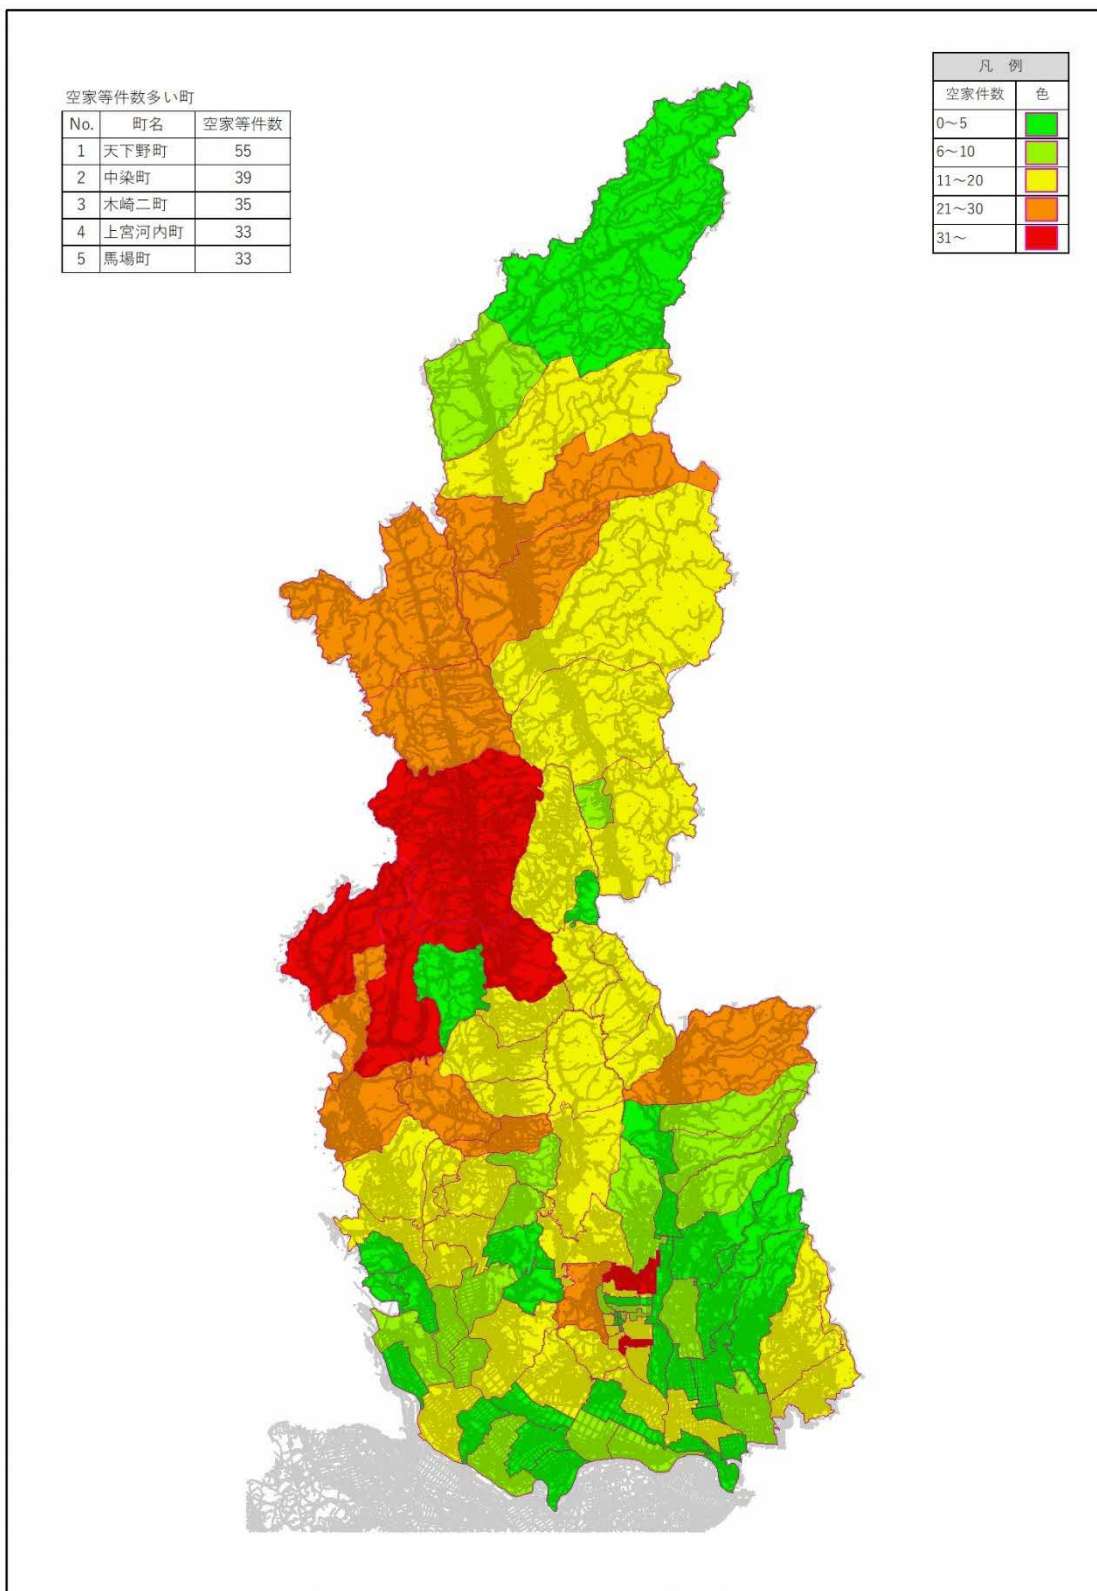 空家等件数多い町
No. 町名 空家等件数
1 天下野町 55
2 中染町 39
3 木崎二町 35
4 上宮河内町 33
5 馬場町 33
凡 例
空家件数 色
0～5
6～10
11～20
21～30
31～